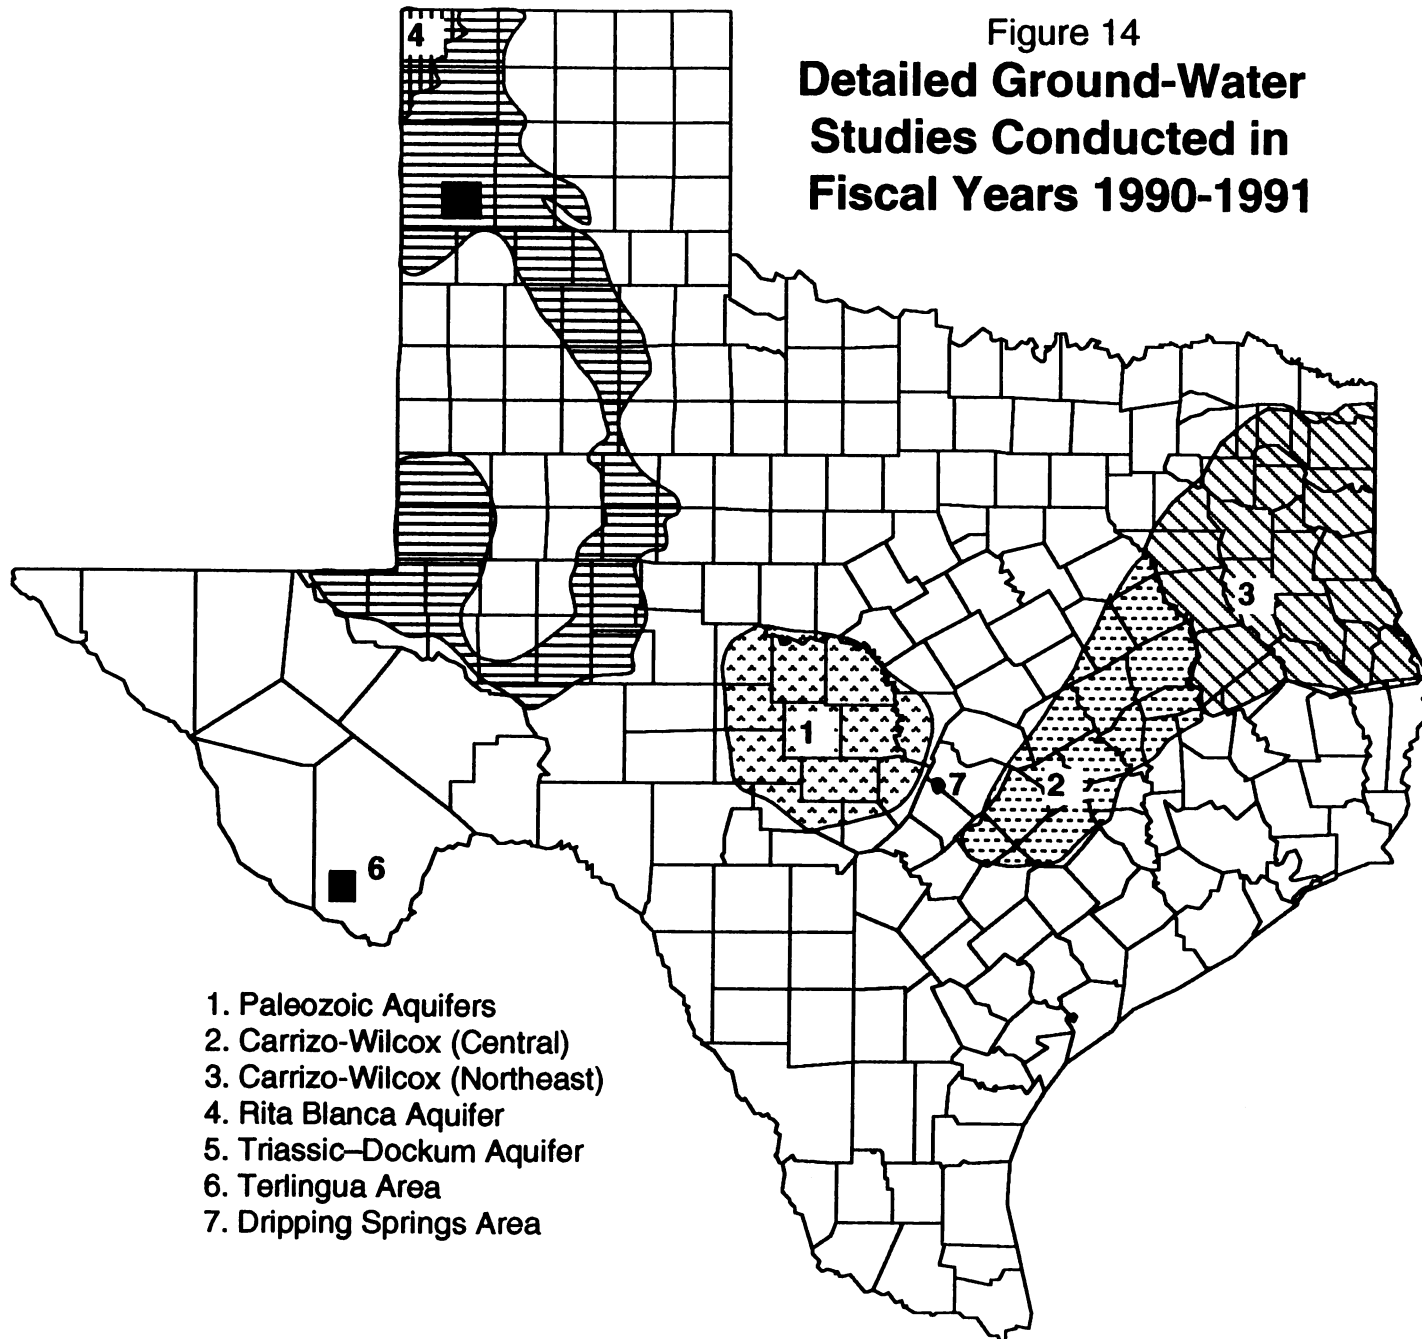 Figure 14
Detailed Ground-Water
Studies Conducted in
Fiscal Years 1990-1991
4
3
1
7
2
6
1. Paleozoic Aquifers
2. Carrizo-Wilcox (Central)
3. Carrizo-Wilcox (Northeast)
4. Rita Blanca Aquifer
5. Triassic–Dockum Aquifer
6. Terlingua Area
7. Dripping Springs Area